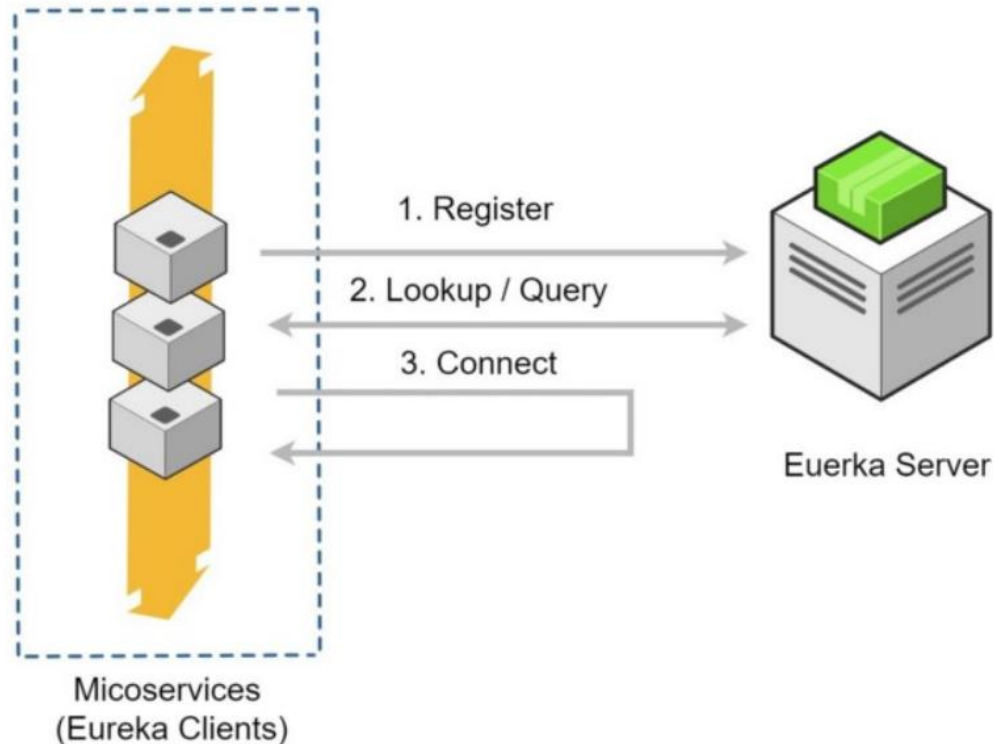 1. Register
2. Lookup / Query
3. Connect
Euerka Server
Micoservices
(Eureka Clients)